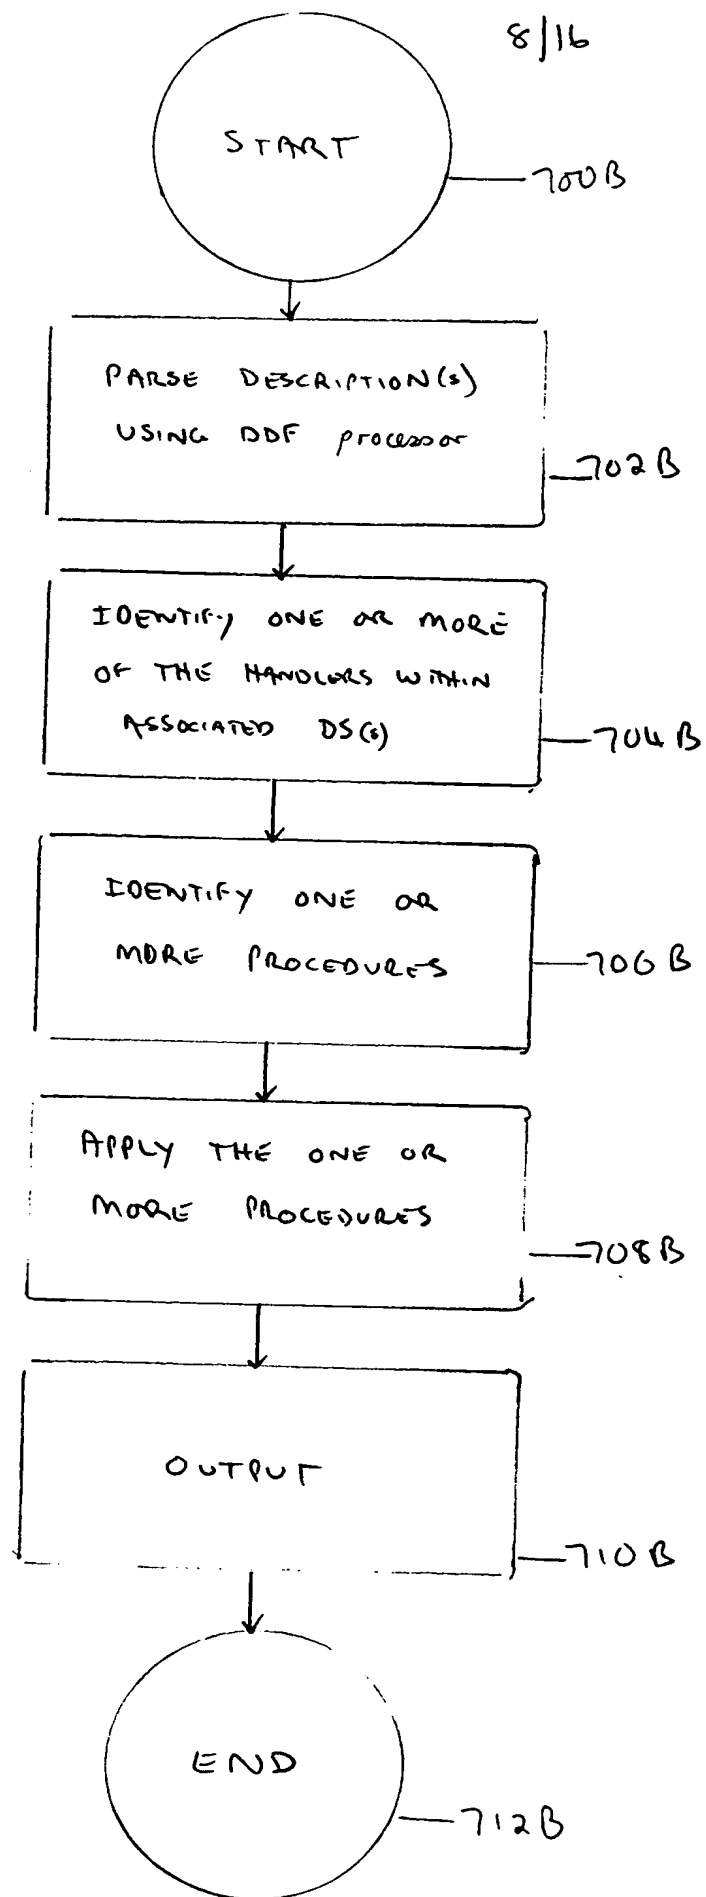 8/16
START
700B
PARSE DESCRIPTION(s)
USING DDF processor
702B
IDENTIFY ONE OR MORE
OF THE HANDLERS WITHIN
ASSOCIATED DS(s)
704B
IDENTIFY ONE OR
MORE PROCEDURES
706B
APPLY THE ONE OR
MORE PROCEDURES
708B
OUTPUT
710B
END
712B